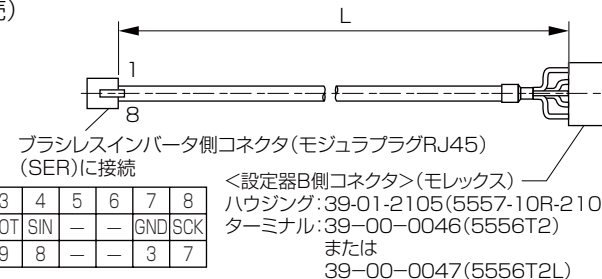 売)
L
1
8
ブラシレスインバータ側コネクタ(モジュラプラグRJ45)
(SER)に接続
<設定器B側コネクタ>(モレックス)
ハウジング:39-01-2105(5557-10R-210
ターミナル:39−00−0046(5556T2)
または
39−00−0047(5556T2L)
3 4 5 6 7 8
OT SIN − − GND SCK
9 8 − − 3 7